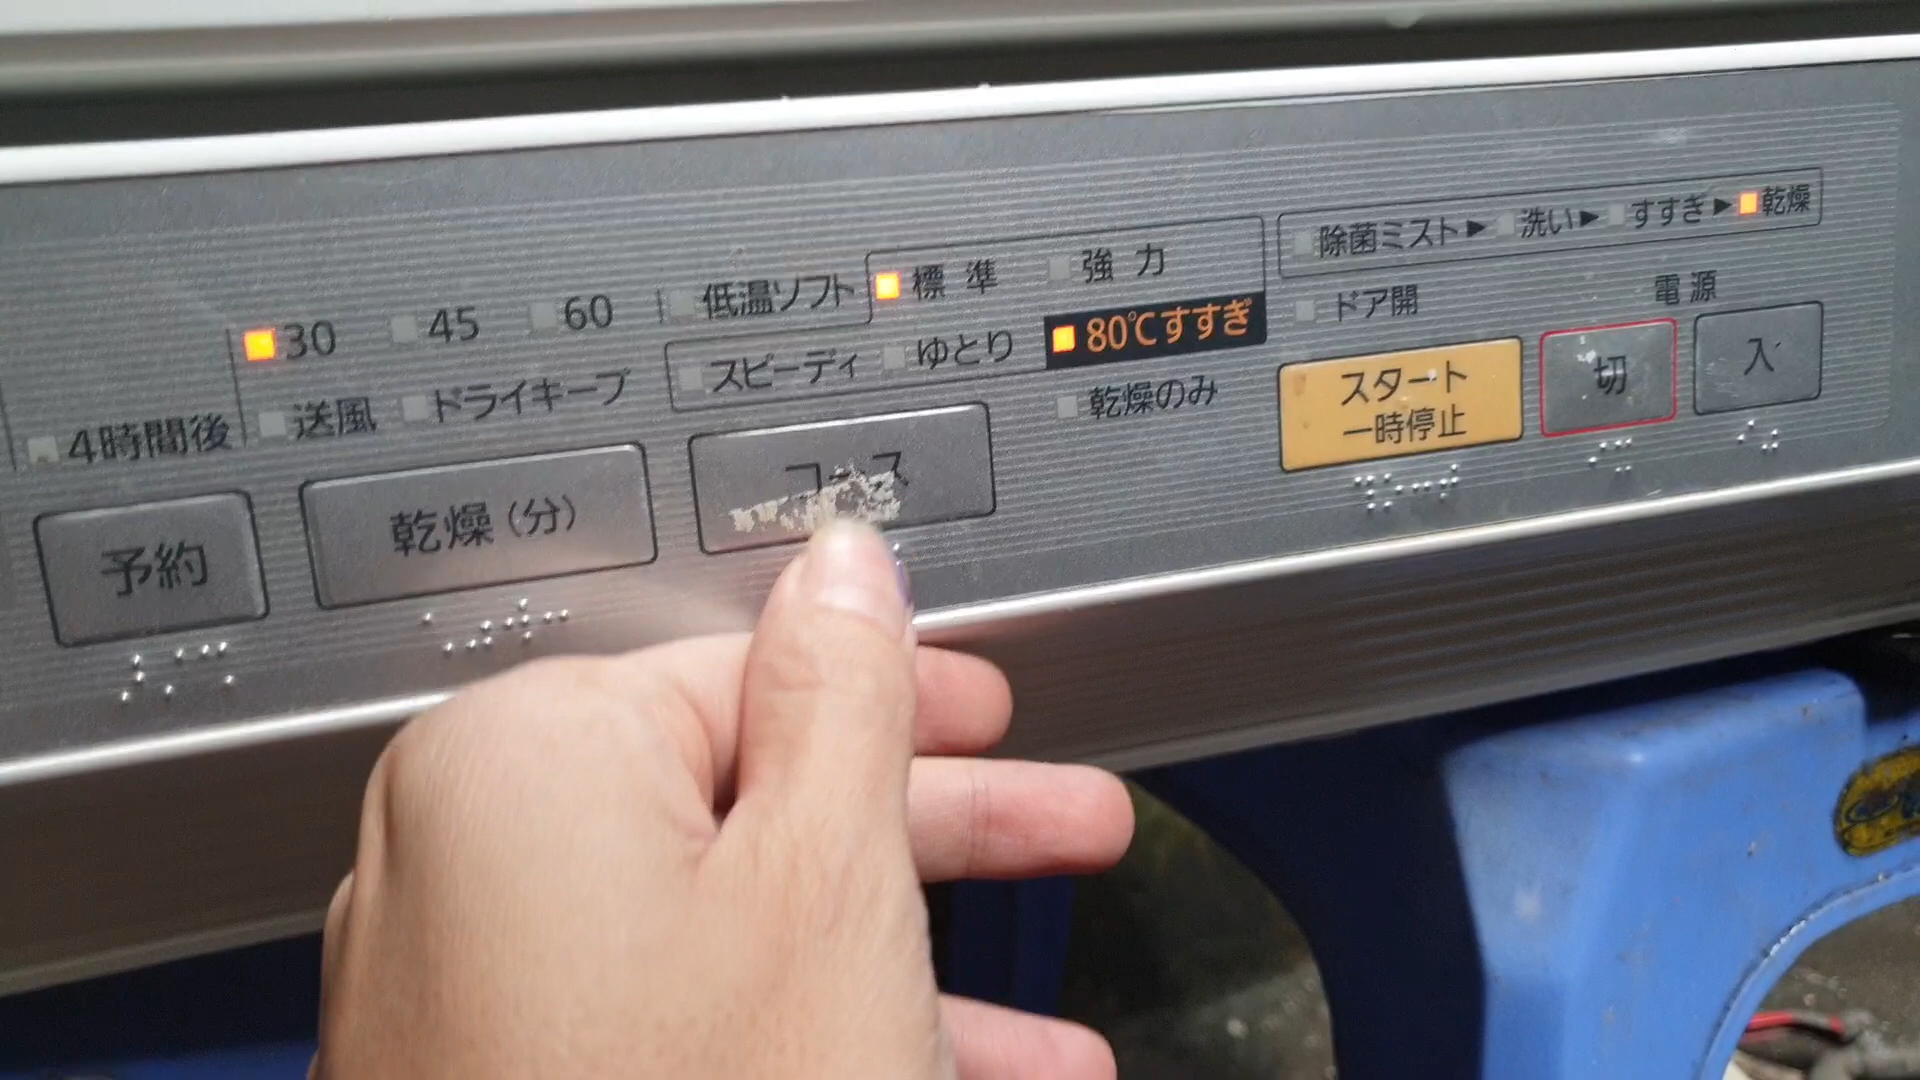 除菌ミスト▶洗い▶すすぎ▶乾燥
低温ソフト 標準 強力
30 45 60
スピーディ ゆとり 80℃すすぎ
ドア開
電源
4時間後 送風 ドライキープ
乾燥のみ
予約
乾燥(分)
コース
スタート
一時停止
切
入